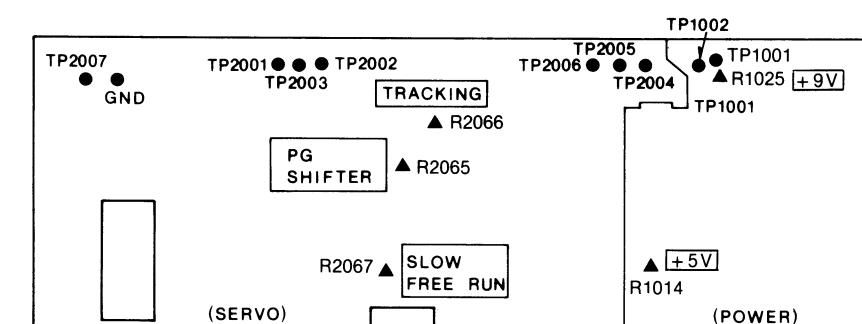 TP1002
TP2007
TP2001
TP2002
TP2003
TP2005
TP2006
TP2004
TP1001
R1025
+9V
GND
TRACKING
TP1001
R2066
PG
SHIFTER
R2065
R2067
SLOW
FREE RUN
+5V
R1014
(SERVO)
(POWER)